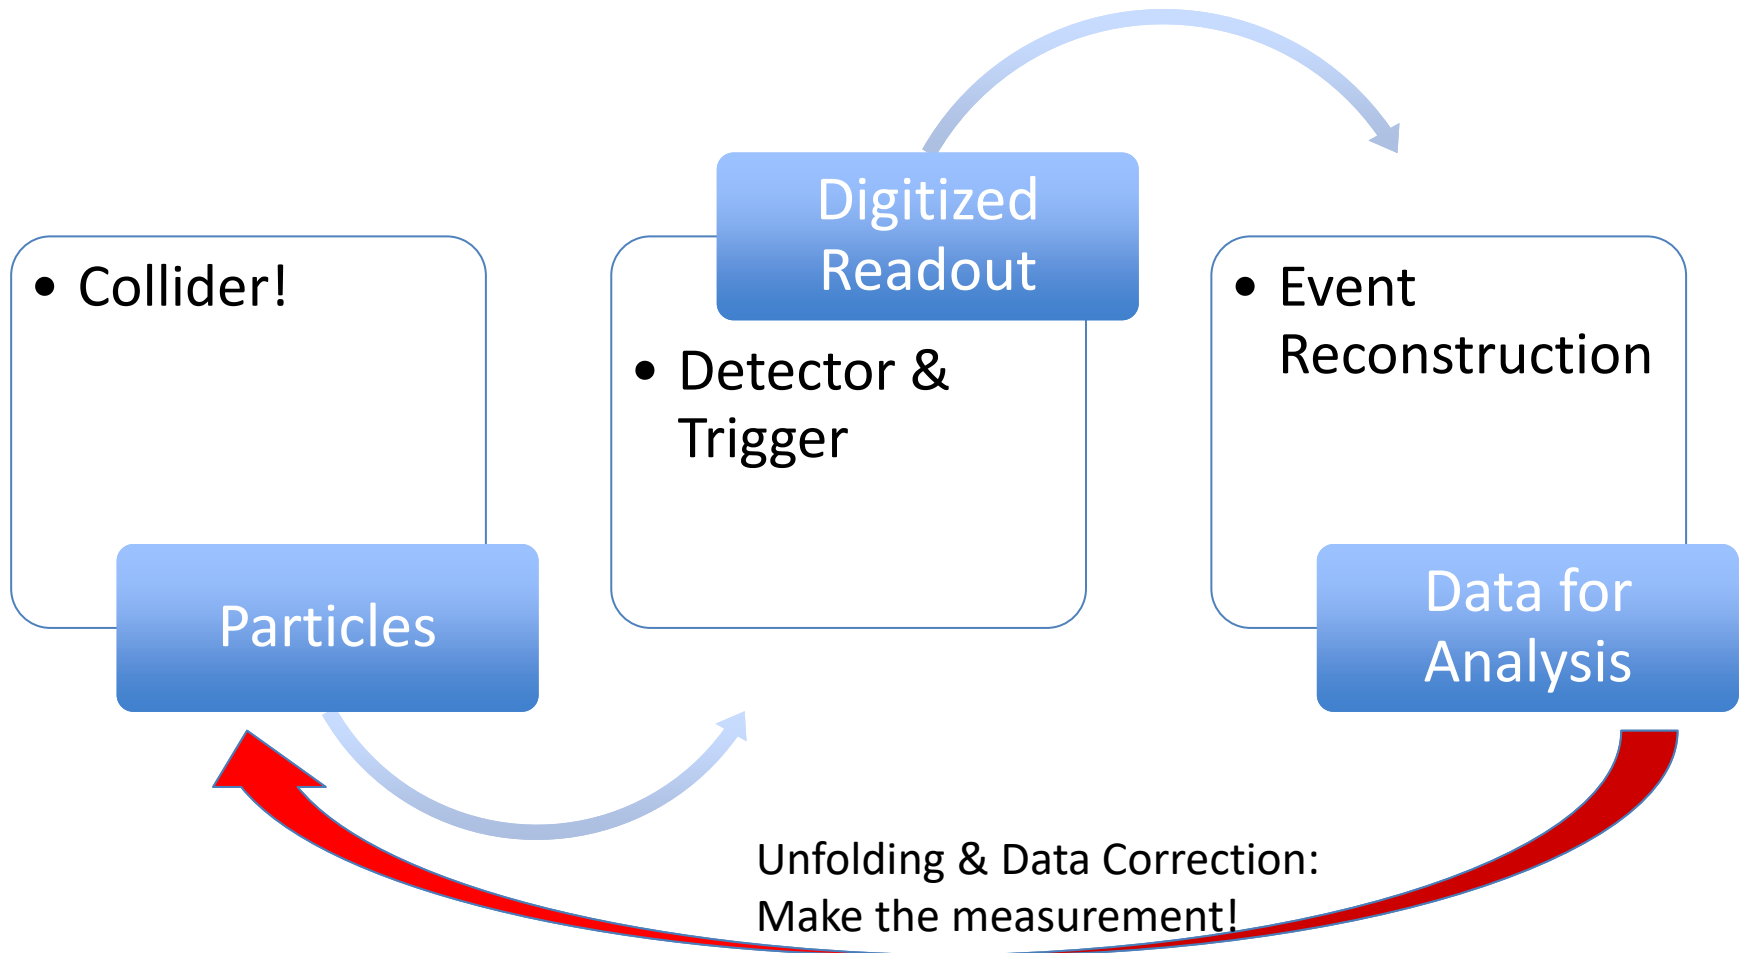 • Collider!
Particles
Digitized
Readout
• Detector &
Trigger
• Event
Reconstruction
Data for
Analysis
Unfolding & Data Correction:
Make the measurement!